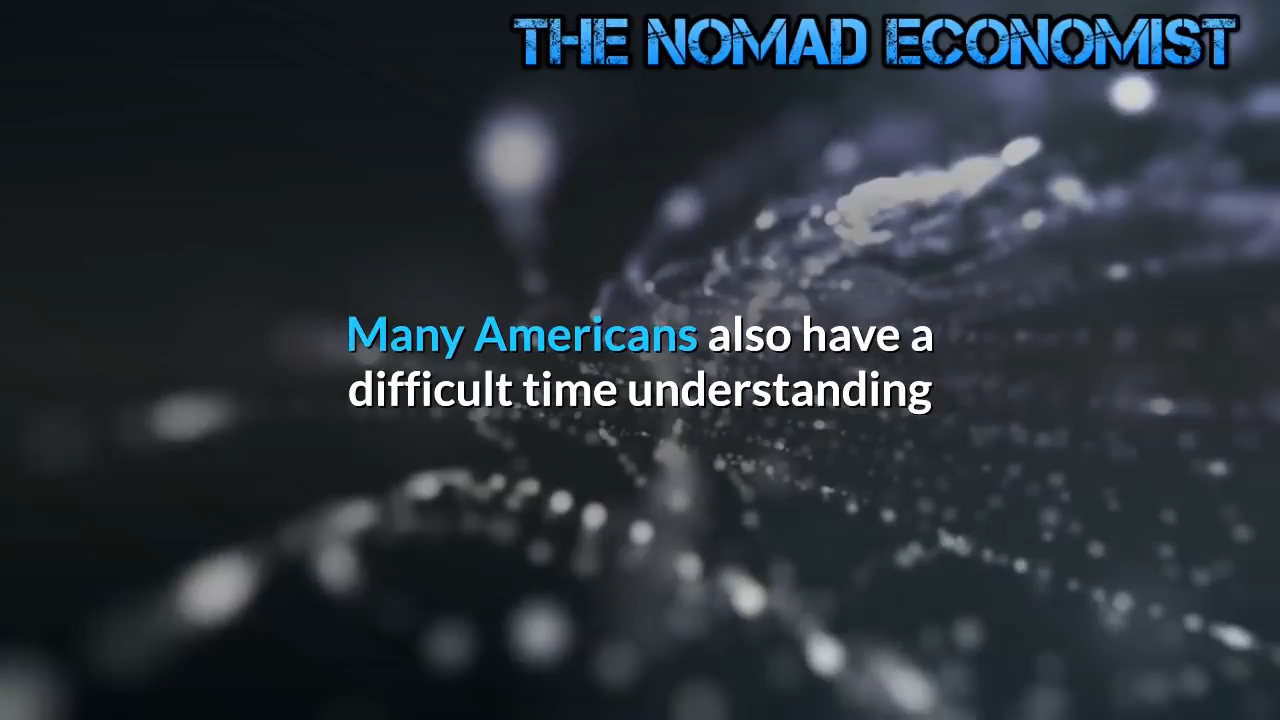 THE NOMAD ECONOMIST
Many Americans also have a
difficult time understanding